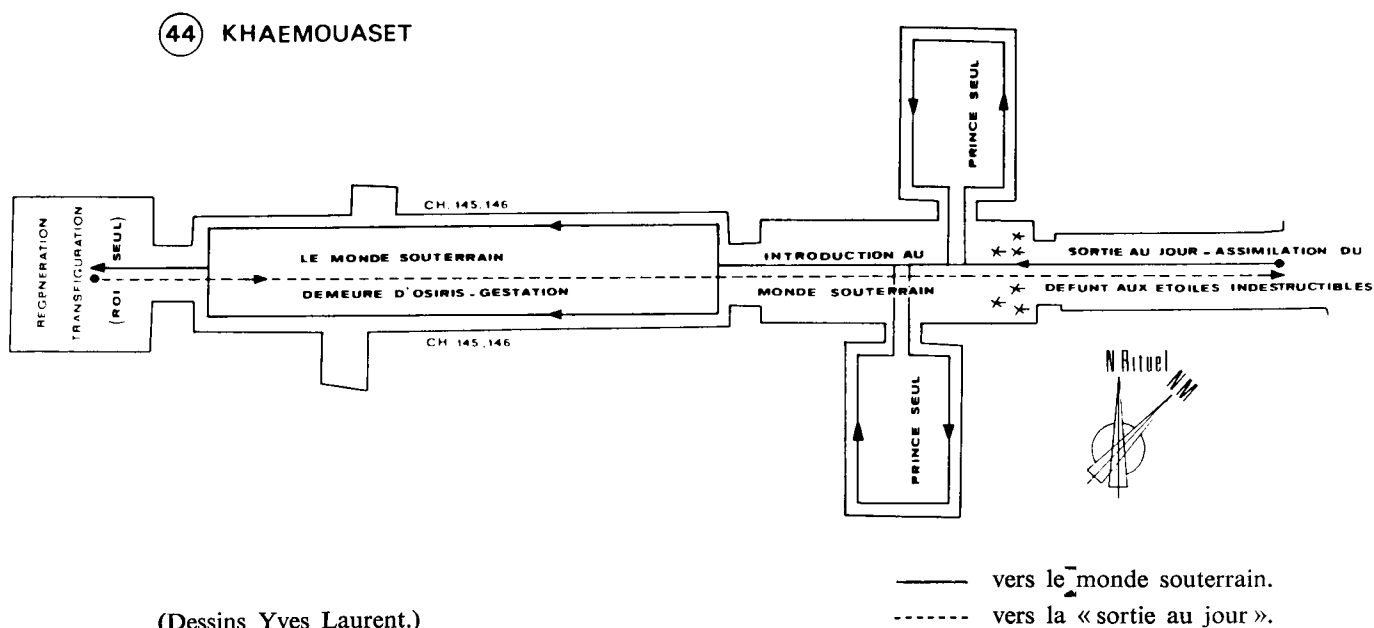 44 KHAEMOUASET
PRINCE SEUL
CH. 145.146
REGENERATION
TRANSFIGURATION
(ROI SEUL)
LE MONDE SOUTERRAIN
DEMEURE D'OSIRIS-GESTATION
CH 145.146
INTRODUCTION AU
MONDE SOUTERRAIN
SORTIE AU JOUR - ASSIMILATION DU
DEFUNT AUX ETOILES INDESTRUCTIBLES
PRINCE SEUL
N Rituel
NM
vers le monde souterrain.
vers la « sortie au jour ».
(Dessins Yves Laurent.)